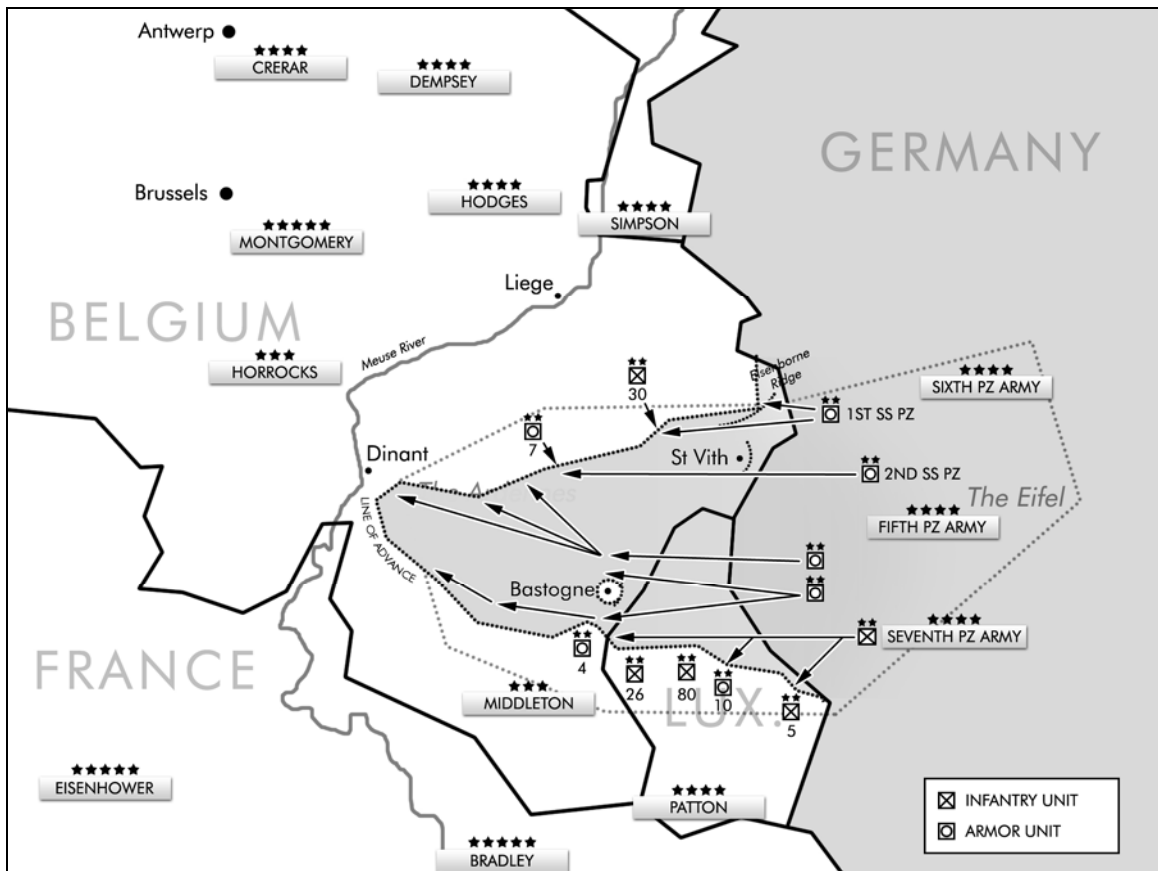 Antwerp
CRERAR
DEMPSEY
GERMANY
Brussels
HODGES
SIMPSON
MONTGOMERY
Liege
BELGIUM
Meuse River
HORROCKS
Elsenborne
Ridge
SIXTH PZ ARMY
30
1ST SS PZ
7
Dinant
St Vith
2ND SS PZ
The Ardennes
The Eifel
LINE OF ADVANCE
FIFTH PZ ARMY
Bastogne
SEVENTH PZ ARMY
4
26
80
10
5
FRANCE
MIDDLETON
LUX.
EISENHOWER
PATTON
BRADLEY
INFANTRY UNIT
ARMOR UNIT